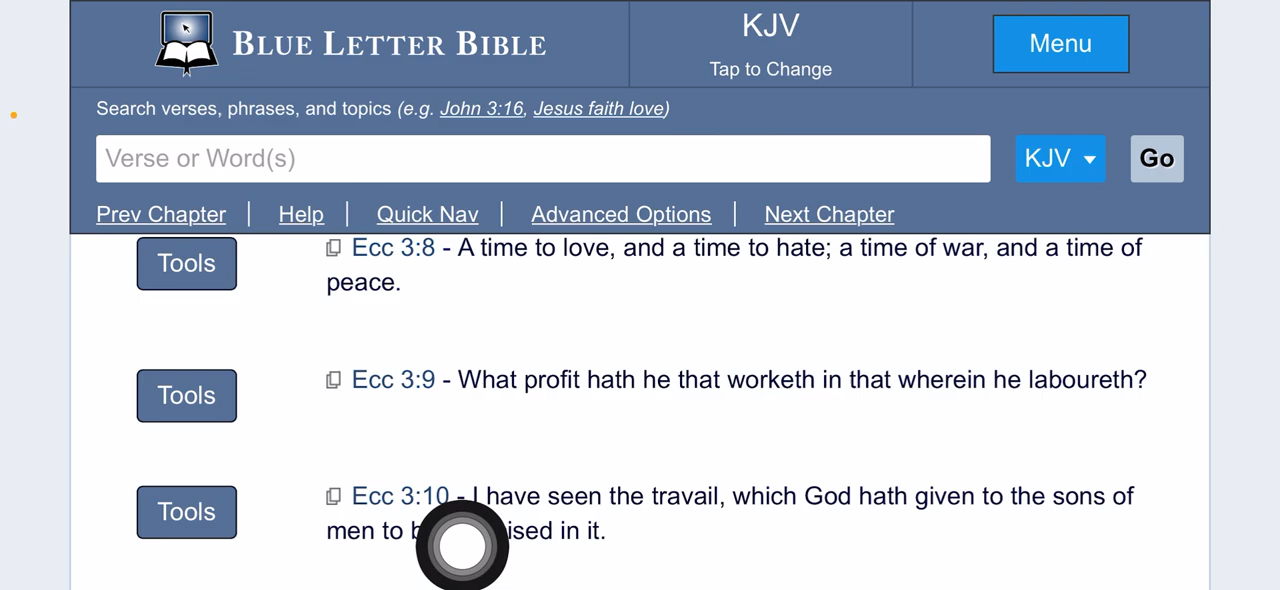 BLUE LETTER BIBLE
KJV
Tap to Change
Menu
Search verses, phrases, and topics (e.g. John 3:16, Jesus faith love)
Verse or Word(s)
KJV
Go
Prev Chapter
Help
Quick Nav
Advanced Options
Next Chapter
Tools
Ecc 3:8 - A time to love, and a time to hate; a time of war, and a time of
peace.
Tools
Ecc 3:9 - What profit hath he that worketh in that wherein he laboureth?
Tools
Ecc 3:10 - I have seen the travail, which God hath given to the sons of
men to in it.